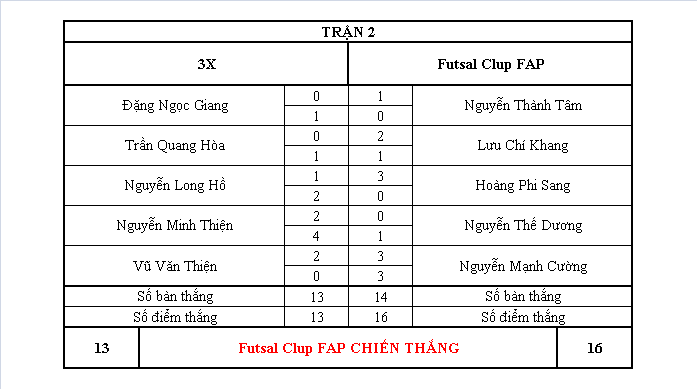 TRẬN 2
3X Futsal Clup FAP
Đặng Ngọc Giang 0 1 Nguyễn Thành Tâm
1 0
Trần Quang Hòa 0 2 Lưu Chí Khang
1 1
Nguyễn Long Hồ 1 3 Hoàng Phi Sang
2 0
Nguyễn Minh Thiện 2 0 Nguyễn Thế Dương
4 1
Vũ Văn Thiện 2 3 Nguyễn Mạnh Cường
0 3
Số bàn thắng 13 14 Số bàn thắng
Số điểm thắng 13 16 Số điểm thắng
13 Futsal Clup FAP CHIẾN THẮNG 16